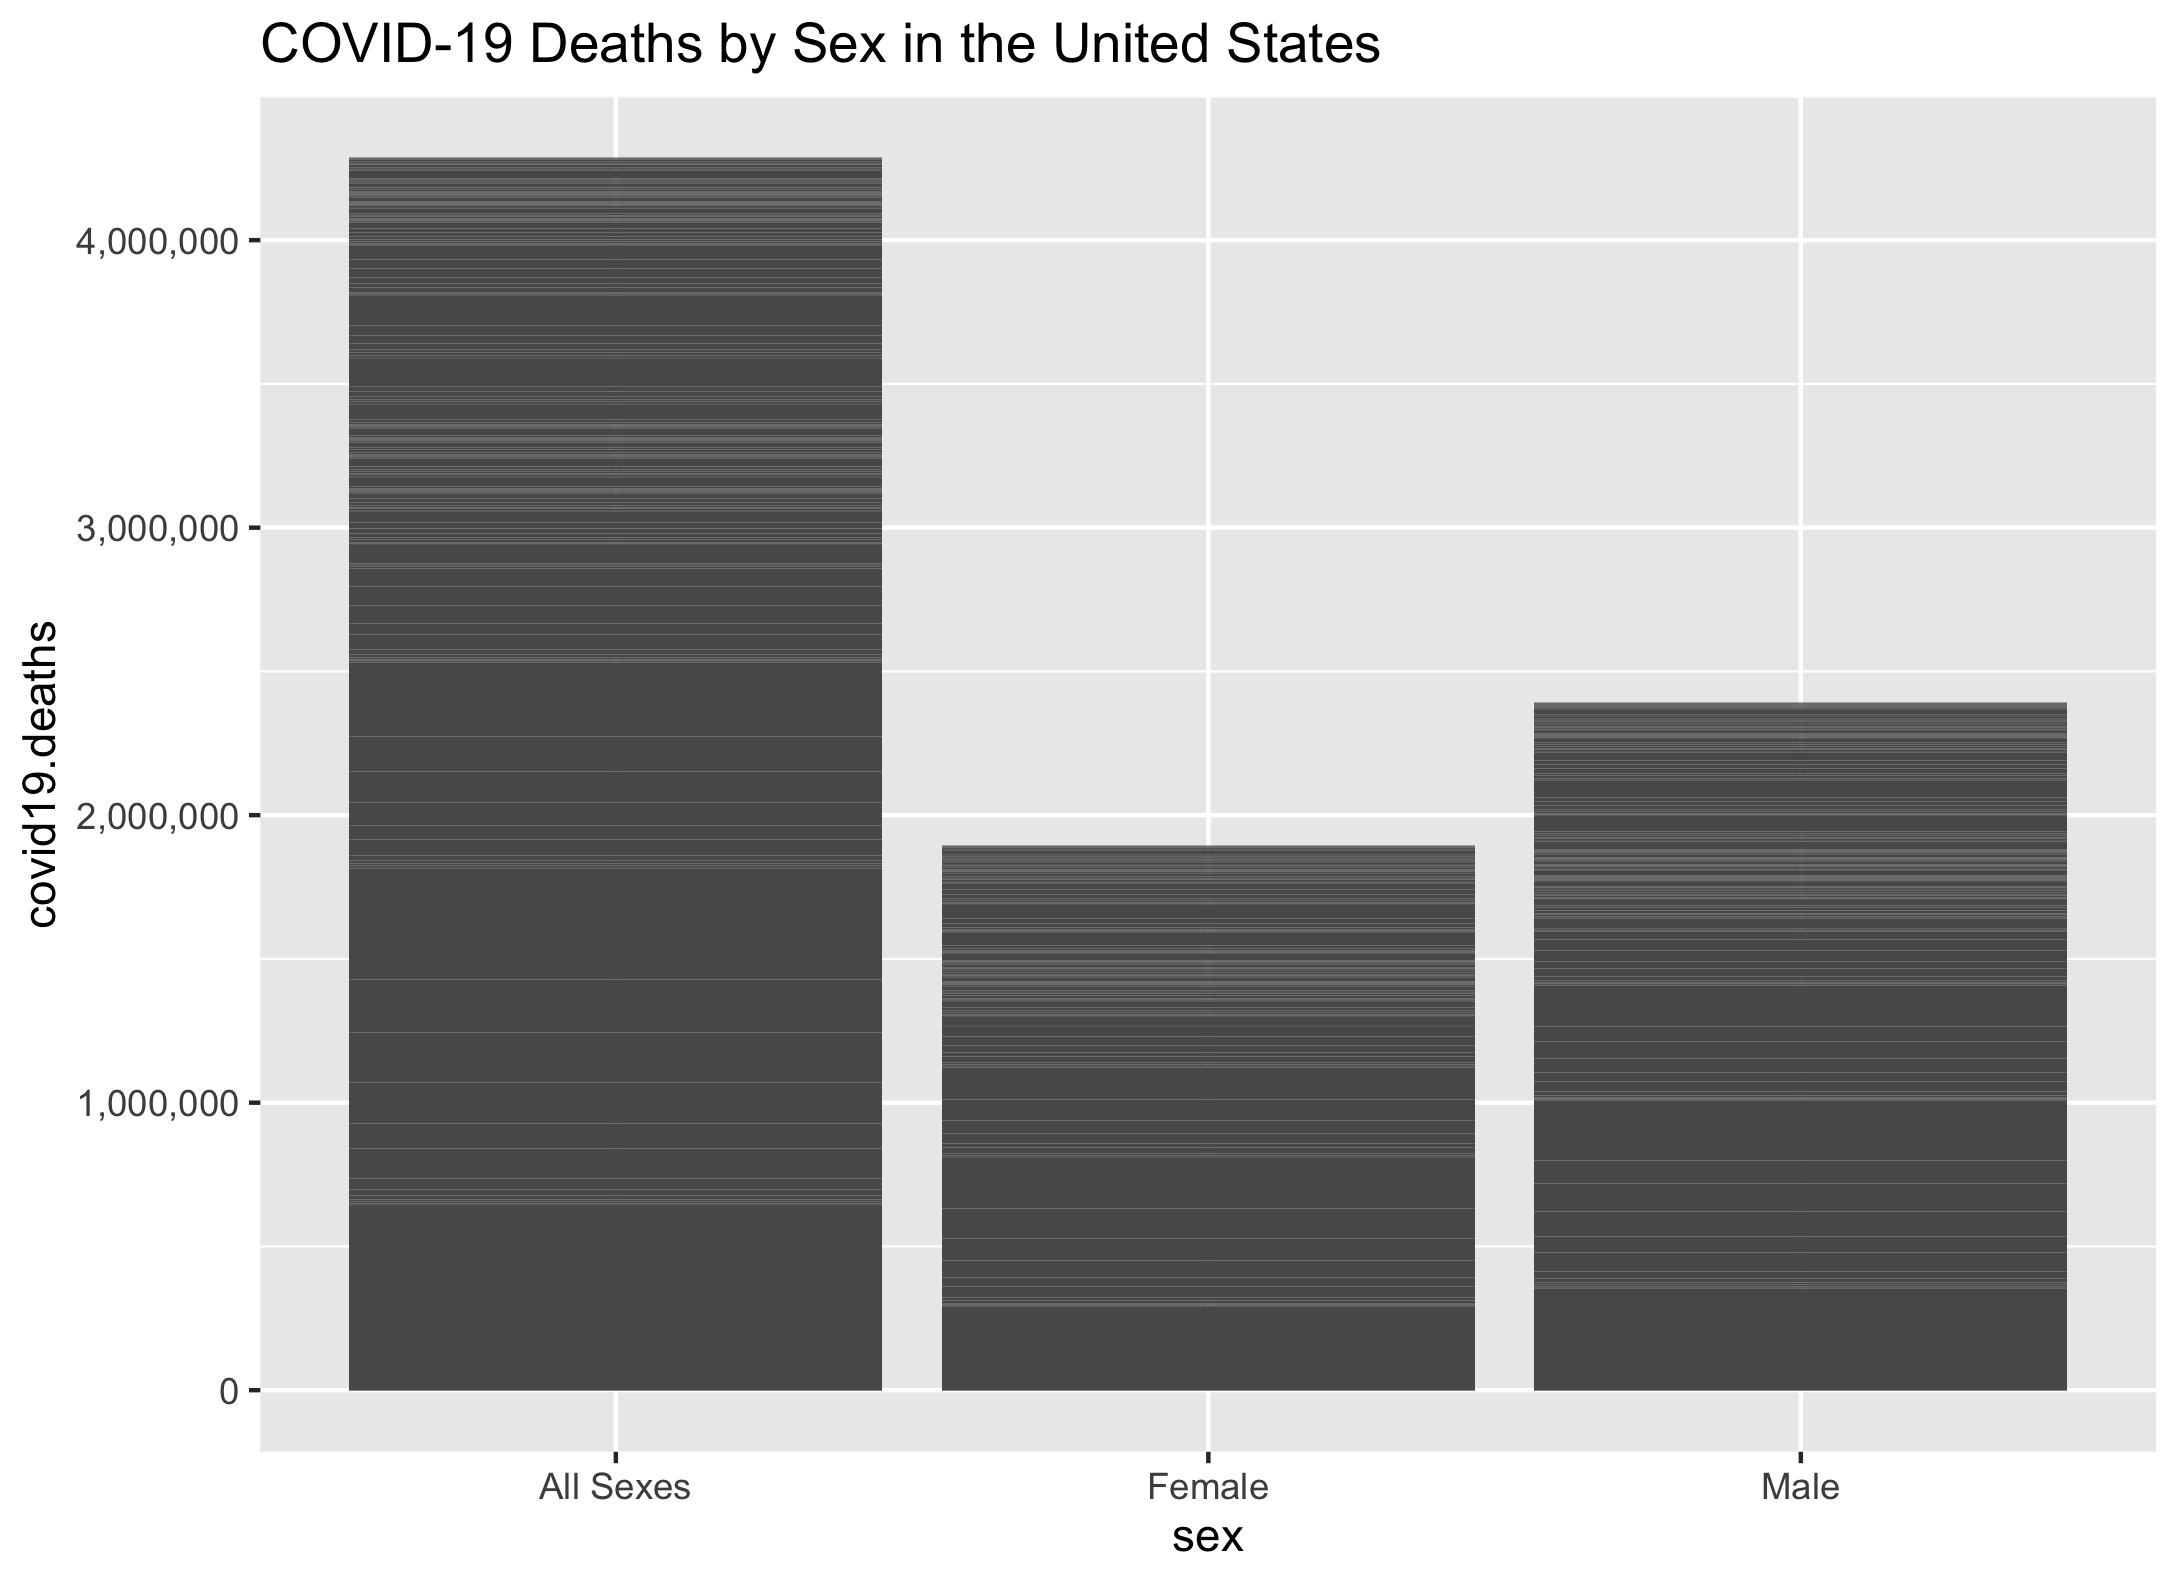 COVID-19 Deaths by Sex in the United States
covid19.deaths
4,000,000
3,000,000
2,000,000
1,000,000
0
All Sexes
Female
Male
sex